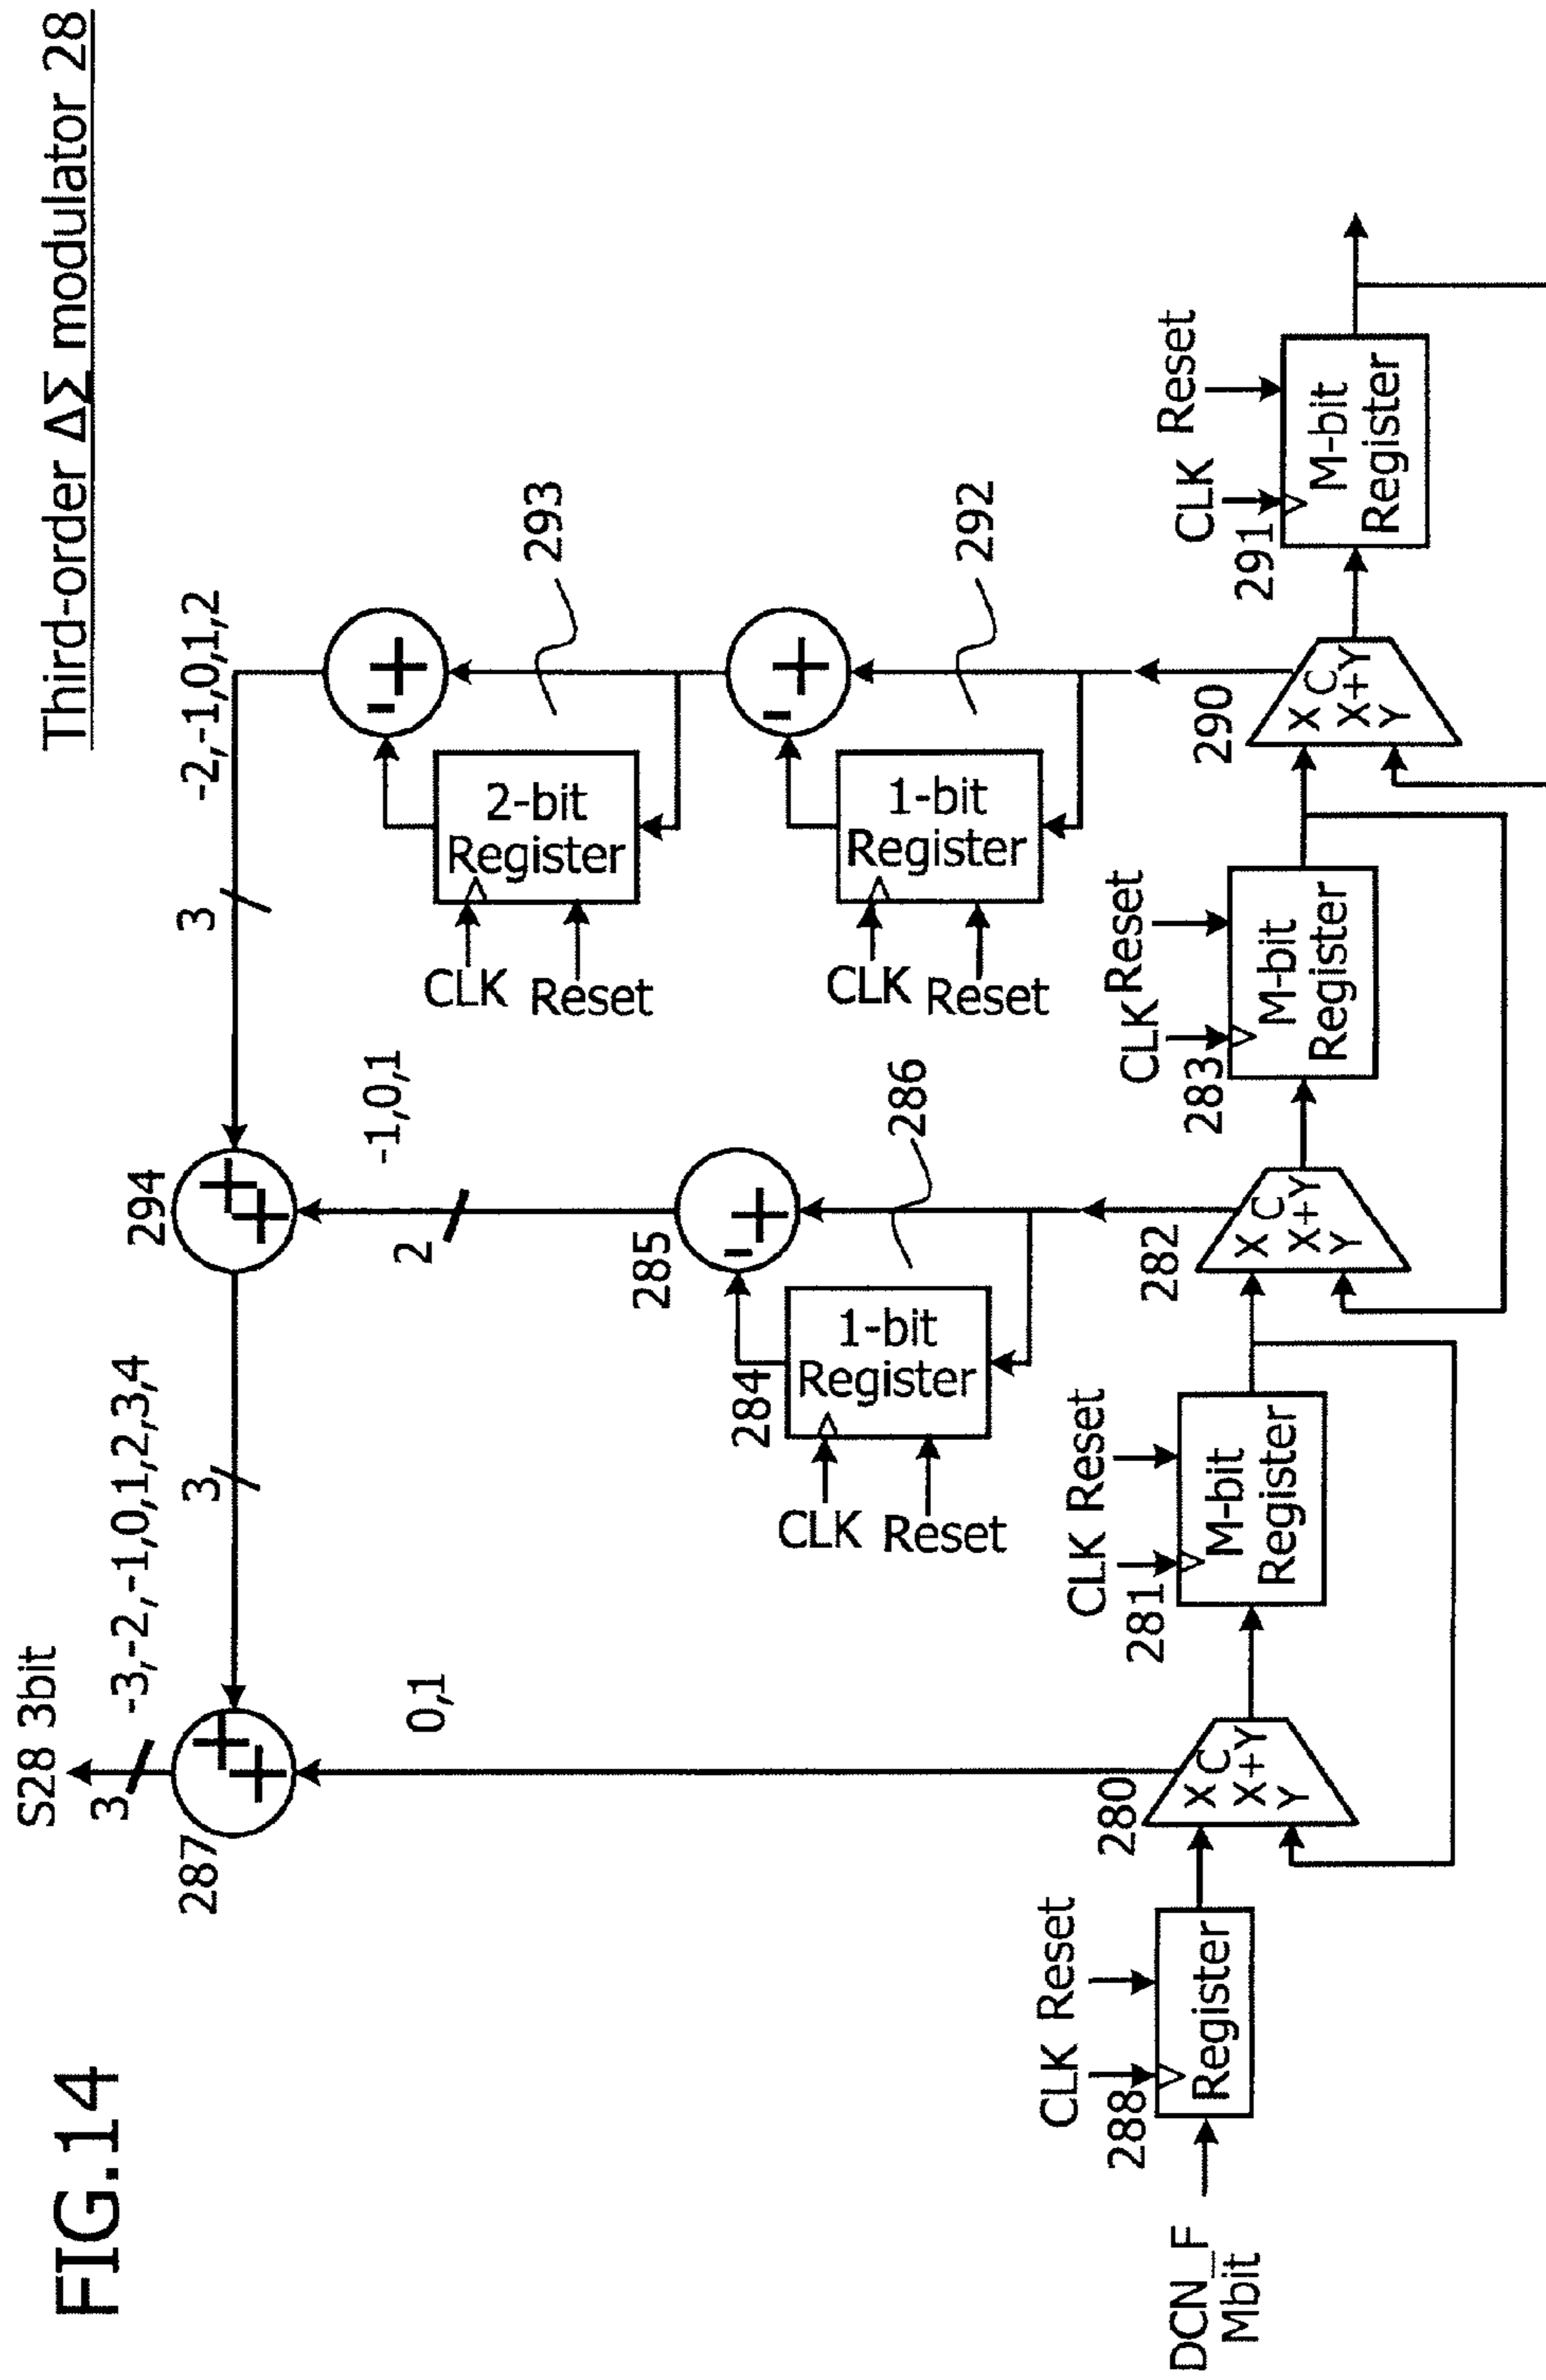 FIG.14
Third-order ΔΣ modulator 28
S28 3bit
3
-3,-2,-1,0,1,2,3,4
3
3
-2,-1,0,1,2
287
294
0,1
2
-1,0,1
285
286
284
1-bit
Register
CLK
Reset
293
2-bit
Register
CLK
Reset
292
1-bit
Register
CLK
Reset
DCN_F
Mbit
288
CLK
Reset
Register
280
X
C
X+Y
Y
281
CLK
Reset
M-bit
Register
282
X
C
X+Y
Y
283
CLK
Reset
M-bit
Register
290
X
C
X+Y
Y
291
CLK
Reset
M-bit
Register